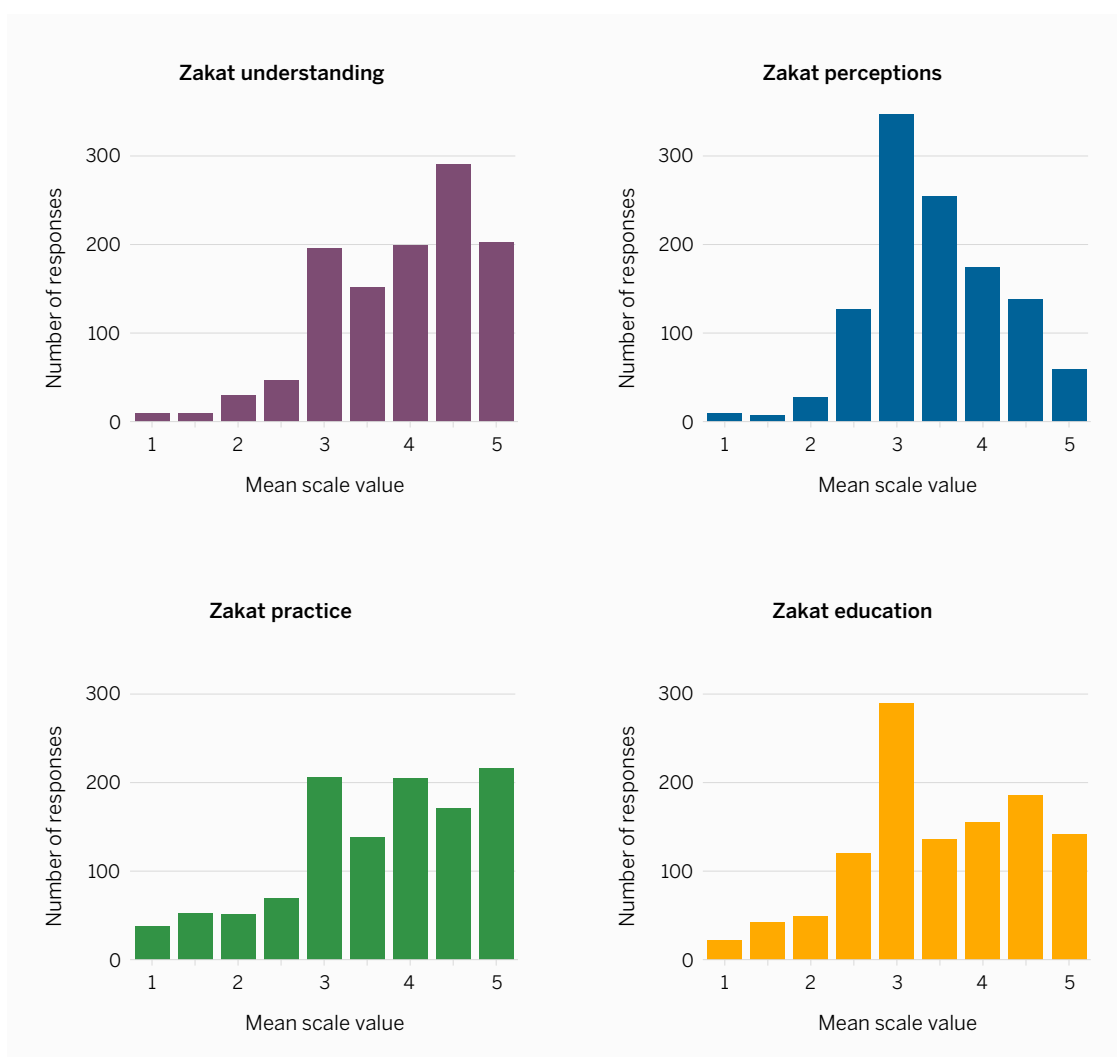 Zakat understanding
Number of responses
300
200
100
0
1 2 3 4 5
Mean scale value
Zakat perceptions
Number of responses
300
200
100
0
1 2 3 4 5
Mean scale value
Zakat practice
Number of responses
300
200
100
0
1 2 3 4 5
Mean scale value
Zakat education
Number of responses
300
200
100
0
1 2 3 4 5
Mean scale value